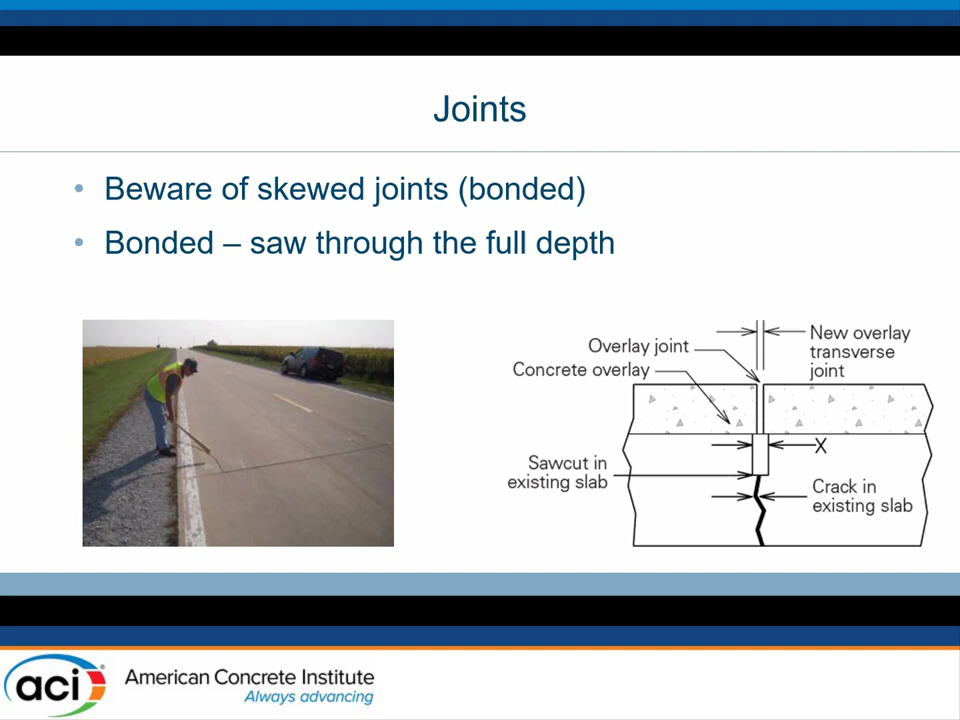 Joints
• Beware of skewed joints (bonded)
• Bonded – saw through the full depth
Overlay joint
Concrete overlay
New overlay
transverse
joint
X
Sawcut in
existing slab
Crack in
existing slab
aci
American Concrete Institute
Always advancing